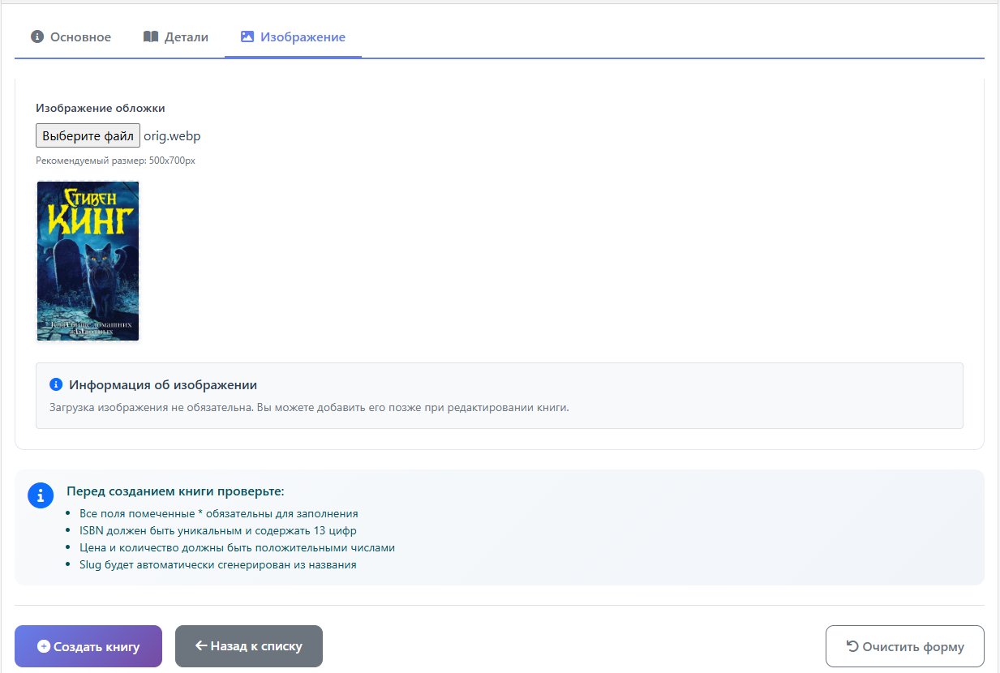 Основное
Детали
Изображение
Изображение обложки
Выберите файл orig.webp
Рекомендуемый размер: 500x700px
СТИВЕН
КИНГ
домашних
Информация об изображении
Загрузка изображения не обязательна. Вы можете добавить его позже при редактировании книги.
Перед созданием книги проверьте:
Все поля помеченные * обязательны для заполнения
ISBN должен быть уникальным и содержать 13 цифр
Цена и количество должны быть положительными числами
Slug будет автоматически сгенерирован из названия
Создать книгу
Назад к списку
Очистить форму